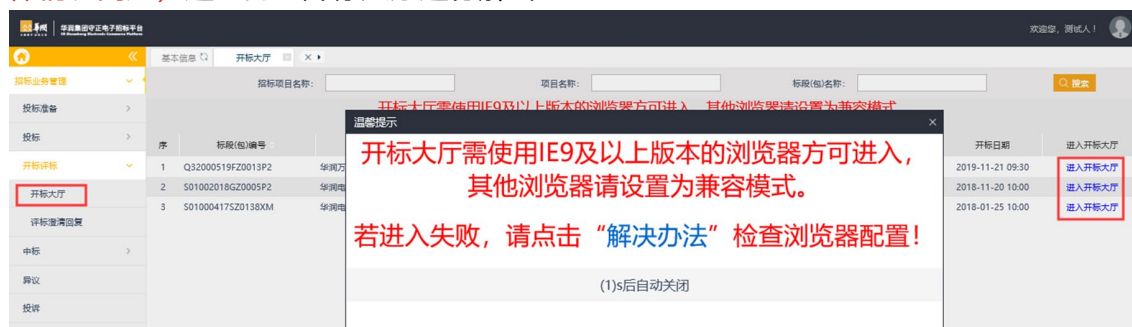 华润 华润集团守正电子招标平台
欢迎您，测试人！
基本信息 开标大厅
招标业务管理
招标项目名称： 项目名称： 标段(包)名称： 搜索
投标准备
开标大厅需使用IE9及以上版本的浏览器方可进入，其他浏览器请设置为兼容模式
温馨提示
投标
序 标段(包)编号 开标日期 进入开标大厅
开标大厅需使用IE9及以上版本的浏览器方可进入，
其他浏览器请设置为兼容模式。
开标评标
1 Q32000519FZ0013P2 华润万 2019-11-21 09:30 进入开标大厅
开标大厅
2 S01002018GZ0005P2 华润电 2018-11-20 10:00 进入开标大厅
3 S01000417SZ0138XM 华润电 2018-01-25 10:00 进入开标大厅
评标澄清回复
若进入失败，请点击“解决办法”检查浏览器配置！
中标
异议
(1)s后自动关闭
投诉